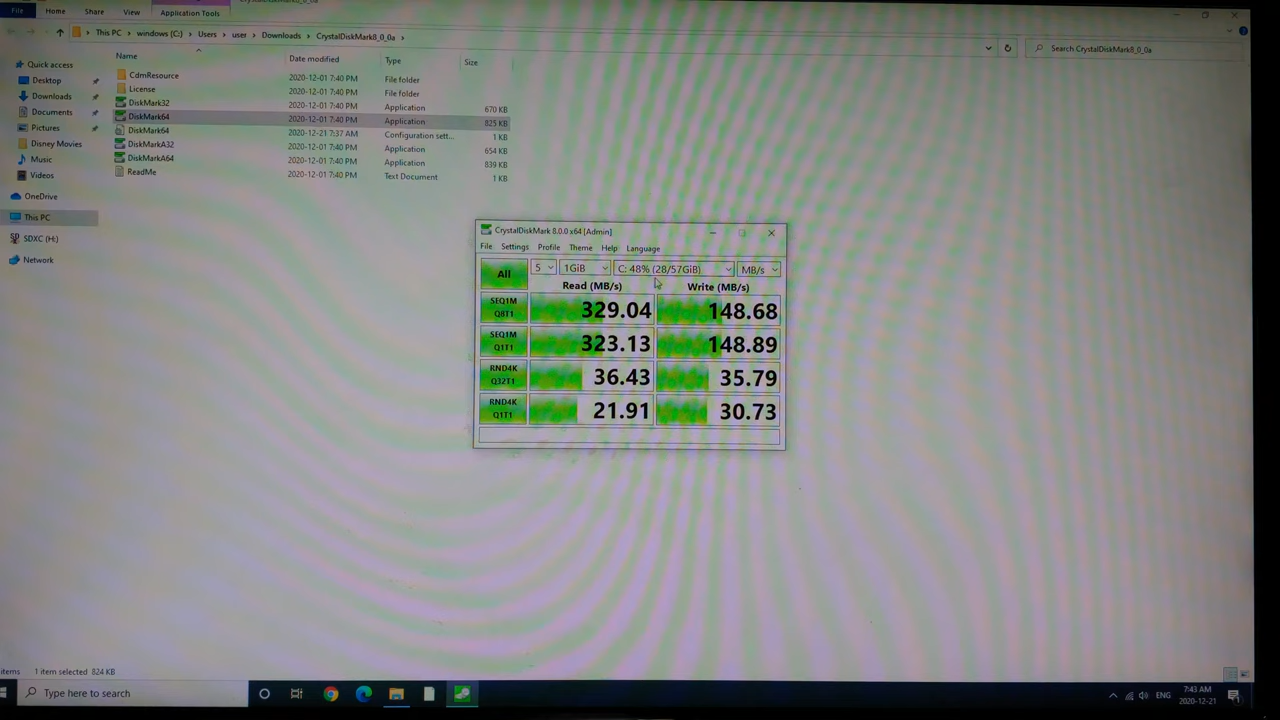 File Home Share View Application Tools
This PC windows (C:) Users user Downloads CrystalDiskMark8_0_0a Search CrystalDiskMark8_0_0a
Name Date modified Type Size
Quick access
Desktop
Downloads
Documents
Pictures
Disney Movies
Music
Videos
OneDrive
This PC
SDXC (H:)
Network
CdmResource 2020-12-01 7:40 PM File folder
License 2020-12-01 7:40 PM File folder
DiskMark32 2020-12-01 7:40 PM Application 670 KB
DiskMark64 2020-12-01 7:40 PM Application 825 KB
DiskMark64 2020-12-21 7:37 AM Configuration sett... 1 KB
DiskMarkA32 2020-12-01 7:40 PM Application 654 KB
DiskMarkA64 2020-12-01 7:40 PM Application 839 KB
ReadMe 2020-12-01 7:40 PM Text Document 1 KB
CrystalDiskMark 8.0.0 x64 [Admin]
File Settings Profile Theme Help Language
All 5 1GiB C: 48% (28/57GiB) MB/s
Read (MB/s) Write (MB/s)
SEQ1M Q8T1 329.04 148.68
SEQ1M Q1T1 323.13 148.89
RND4K Q32T1 36.43 35.79
RND4K Q1T1 21.91 30.73
items 1 item selected 824 KB
Type here to search ENG 7:43 AM
2020-12-21